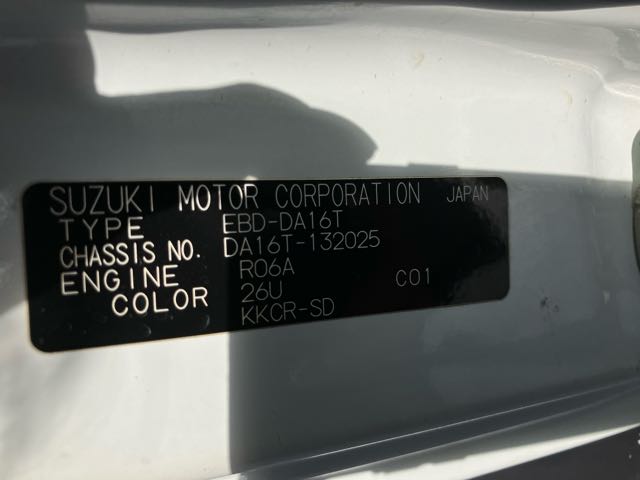 SUZUKI MOTOR CORPORATION JAPAN
TYPE EBD-DA16T
CHASSIS NO. DA16T-132025
ENGINE R06A
COLOR 26U C01
KKCR-SD